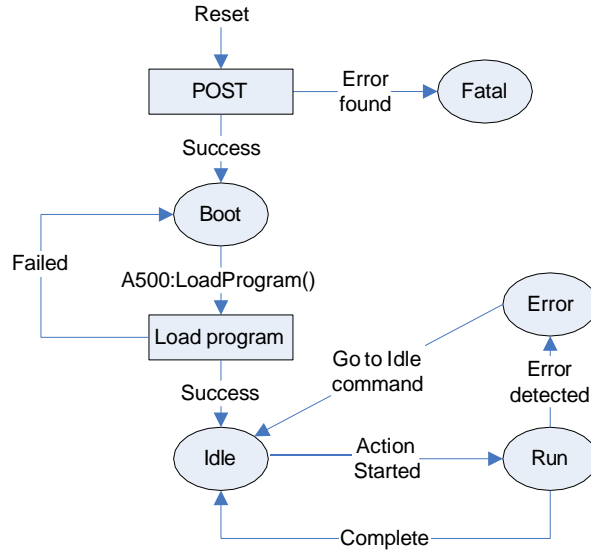 Reset
POST
Error
found
Fatal
Success
Boot
Failed
A500:LoadProgram()
Load program
Error
Go to Idle
command
Error
detected
Success
Idle
Action
Started
Run
Complete